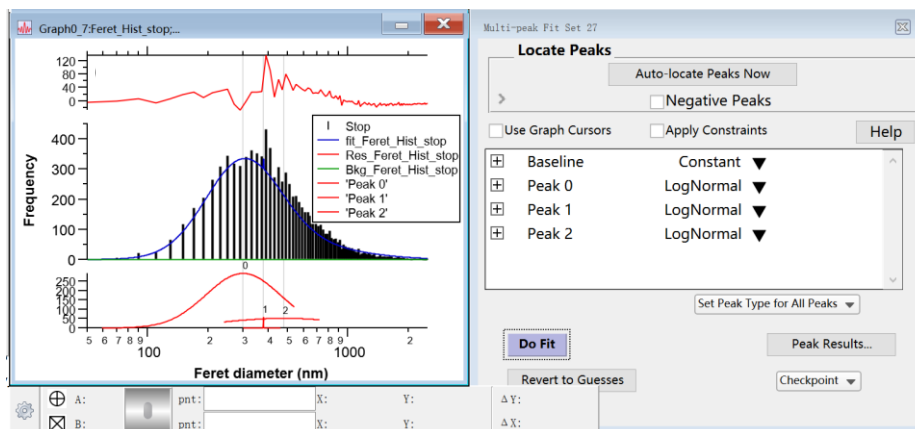 Graph0_7:Feret_Hist_stop;...
120
80
40
0
400
300
200
100
0
Frequency
Stop
fit_Feret_Hist_stop
Res_Feret_Hist_stop
Bkg_Feret_Hist_stop
'Peak 0'
'Peak 1'
'Peak 2'
0
250
200
150
100
50
0
1 2
5 6 7 8 9 2 3 4 5 6 7 8 9 2
100 1000
Feret diameter (nm)
Multi-peak Fit Set 27
Locate Peaks
Auto-locate Peaks Now
Negative Peaks
Use Graph Cursors Apply Constraints Help
Baseline Constant
Peak 0 LogNormal
Peak 1 LogNormal
Peak 2 LogNormal
Set Peak Type for All Peaks
Do Fit Peak Results...
Revert to Guesses Checkpoint
A: pnt: X: Y: ΔY:
B: pnt: X: Y: ΔX: